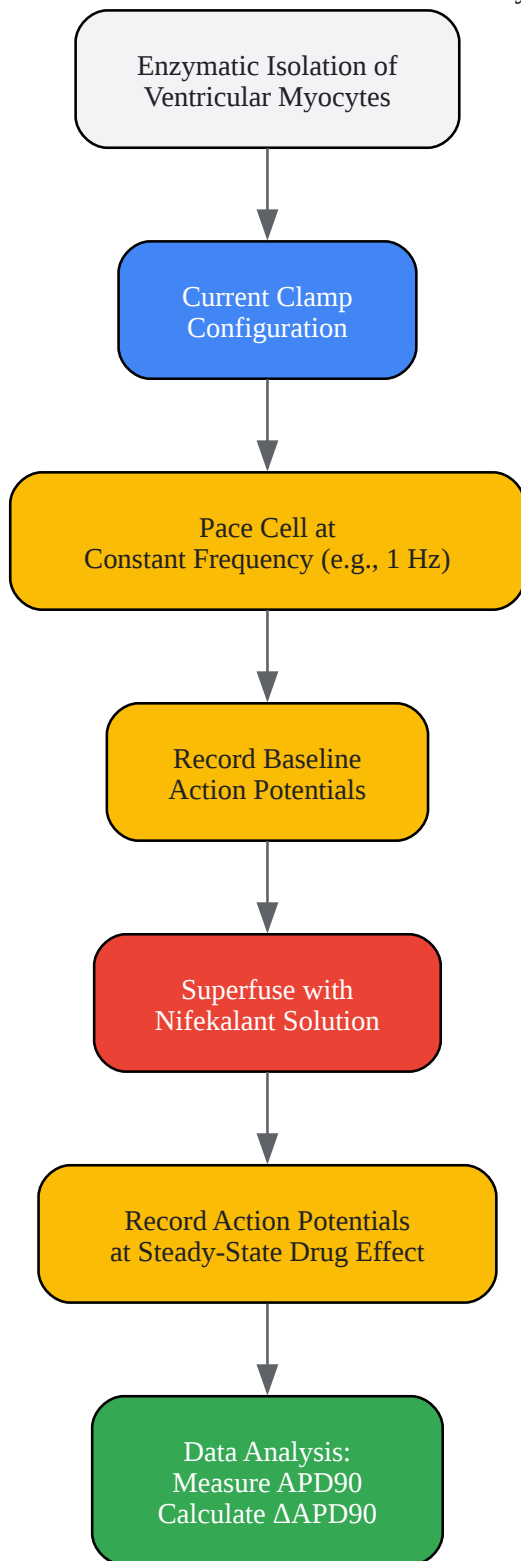 Enzymatic Isolation of
Ventricular Myocytes
Current Clamp
Configuration
Pace Cell at
Constant Frequency (e.g., 1 Hz)
Record Baseline
Action Potentials
Superfuse with
Nifekalant Solution
Record Action Potentials
at Steady-State Drug Effect
Data Analysis:
Measure APD90
Calculate ΔAPD90